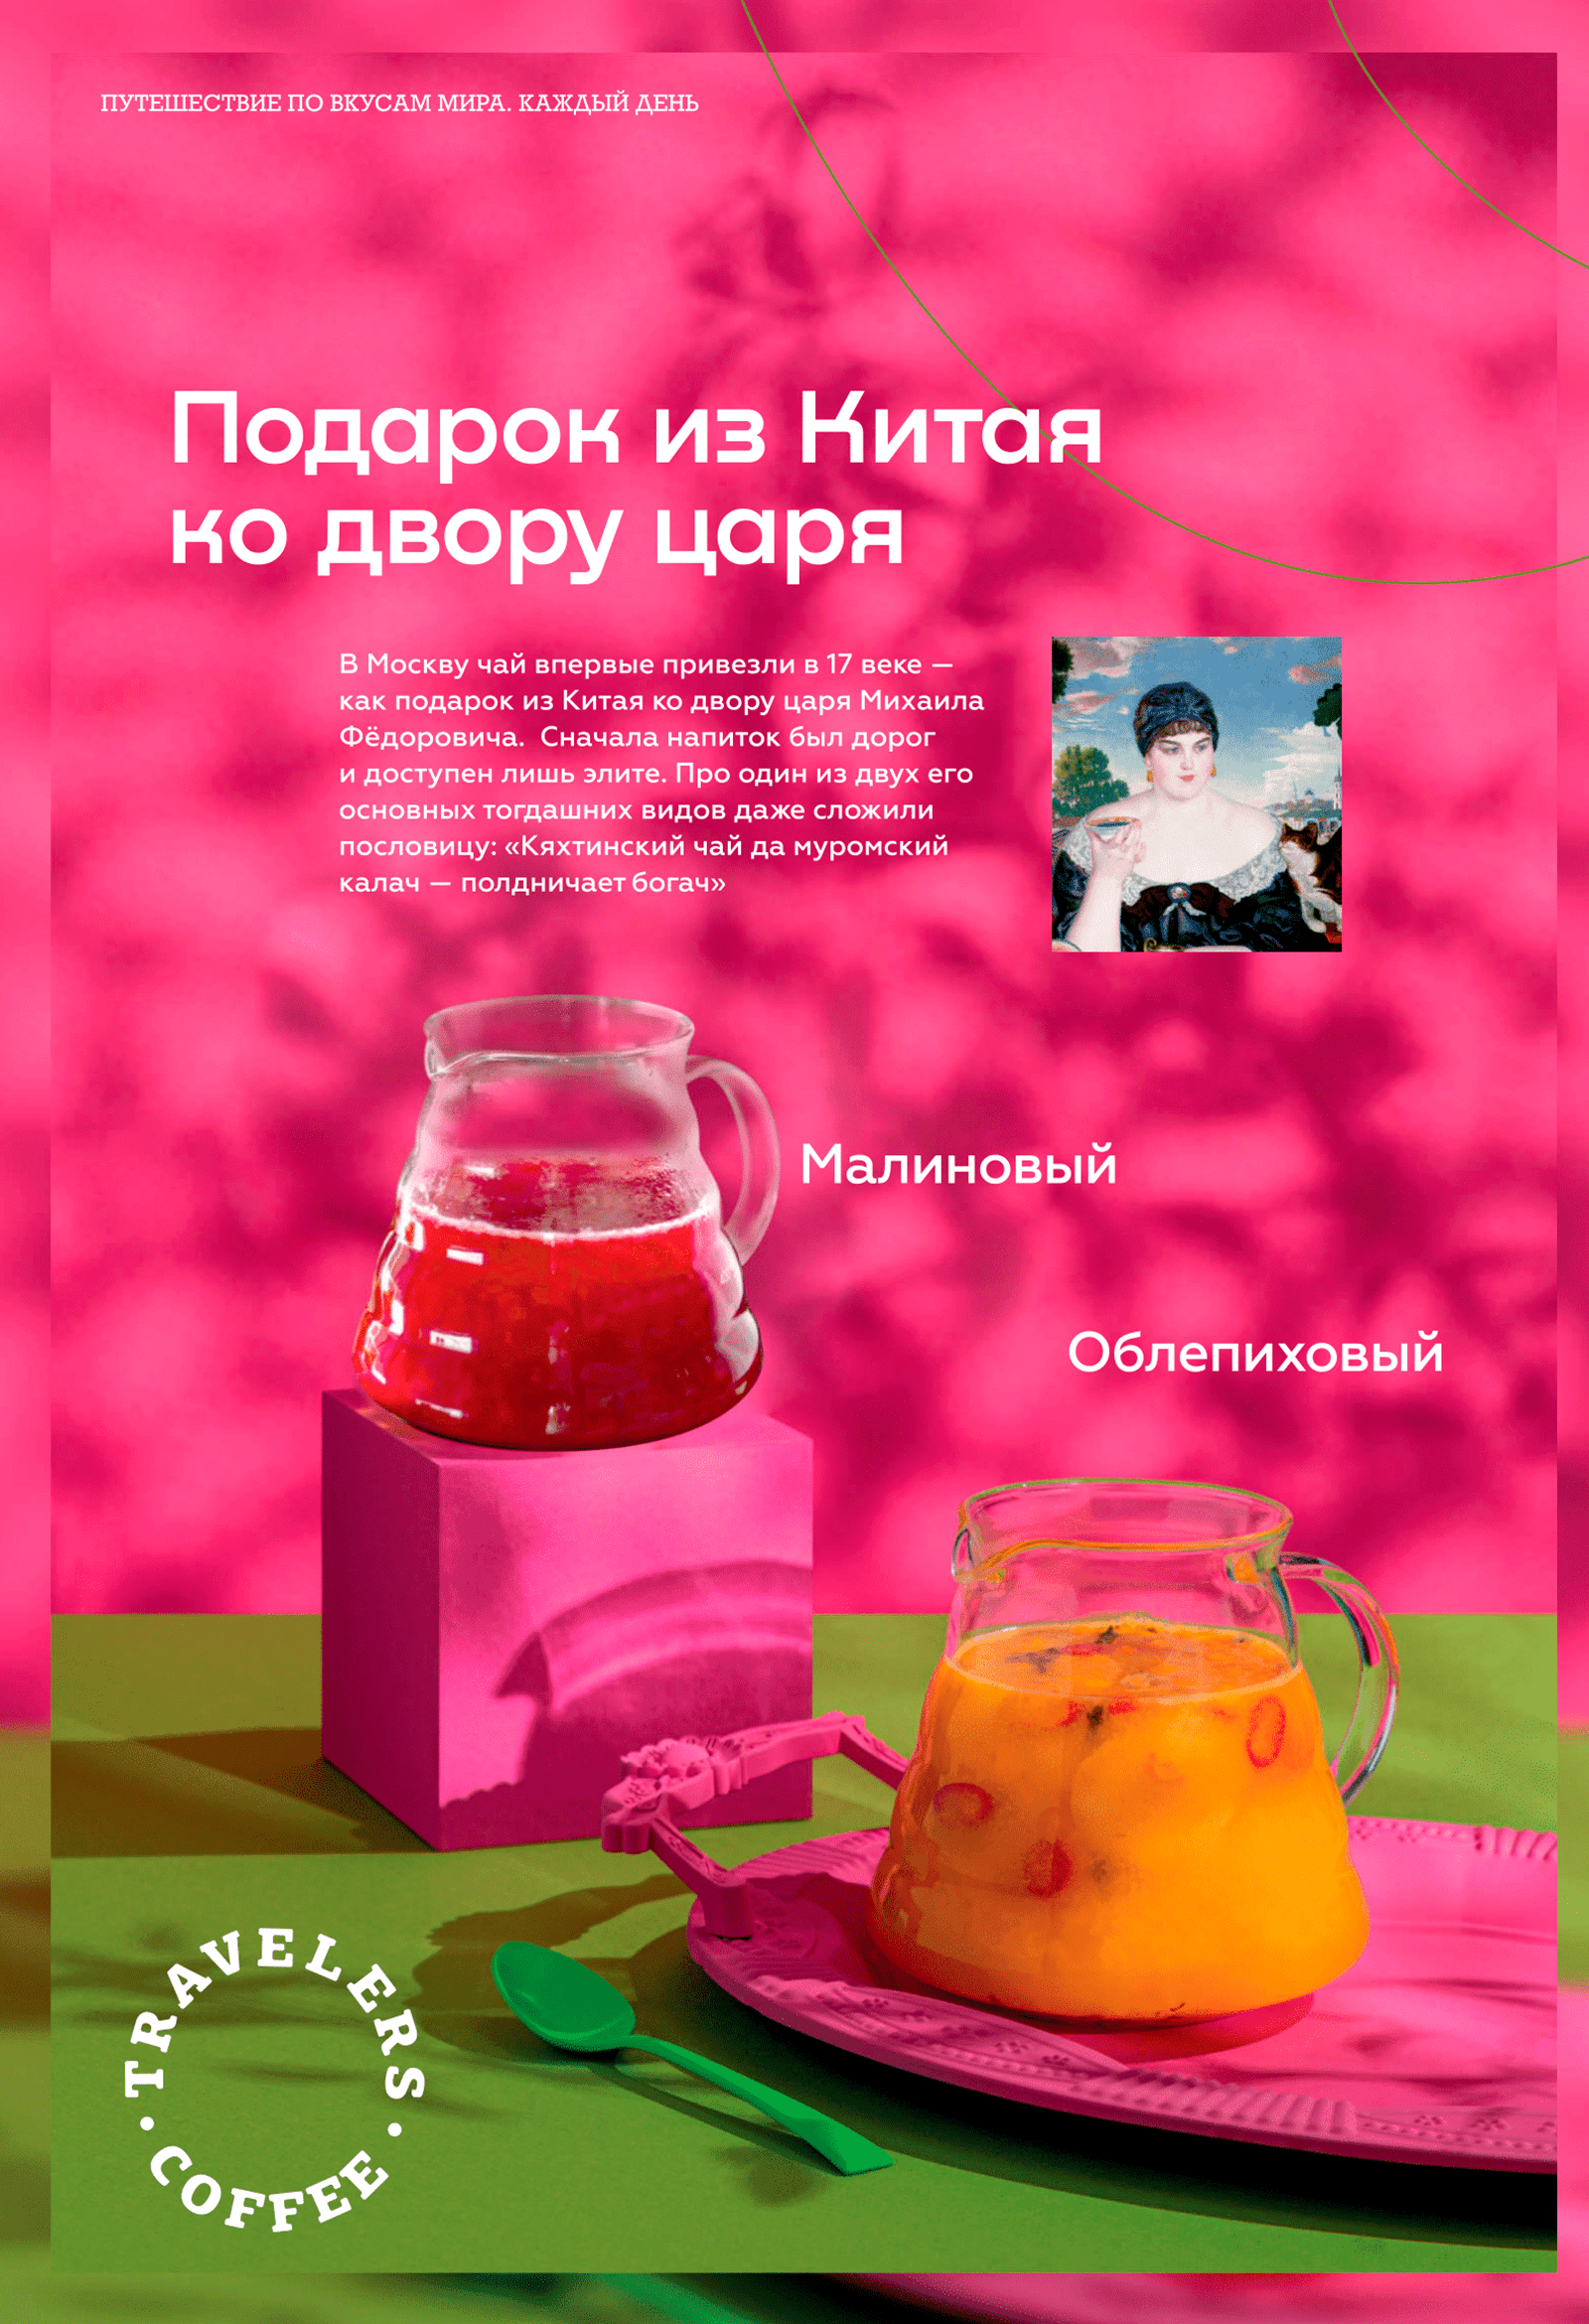 ПУТЕШЕСТВИЕ ПО ВКУСАМ МИРА. КАЖДЫЙ ДЕНЬ
Подарок из Китая
ко двору царя
В Москву чай впервые привезли в 17 веке —
как подарок из Китая ко двору царя Михаила
Фёдоровича.  Сначала напиток был дорог
и доступен лишь элите. Про один из двух его
основных тогдашних видов даже сложили
пословицу: «Кяхтинский чай да муромский
калач — полдничает богач»
Малиновый
Облепиховый
TRAVELERS
· COFFEE ·